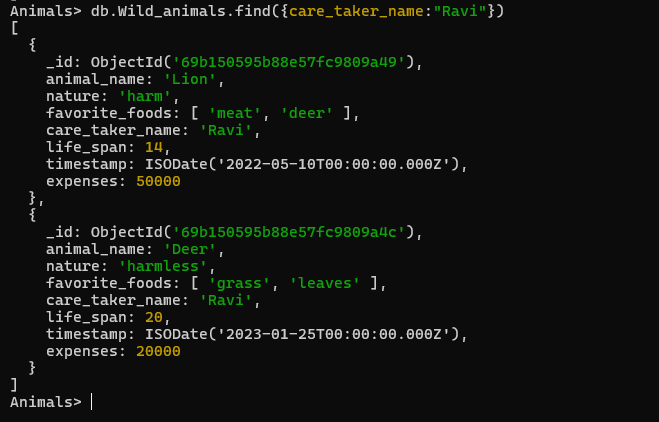 Animals> db.Wild_animals.find({care_taker_name:"Ravi"})
[
  {
    _id: ObjectId('69b150595b88e57fc9809a49'),
    animal_name: 'Lion',
    nature: 'harm',
    favorite_foods: [ 'meat', 'deer' ],
    care_taker_name: 'Ravi',
    life_span: 14,
    timestamp: ISODate('2022-05-10T00:00:00.000Z'),
    expenses: 50000
  },
  {
    _id: ObjectId('69b150595b88e57fc9809a4c'),
    animal_name: 'Deer',
    nature: 'harmless',
    favorite_foods: [ 'grass', 'leaves' ],
    care_taker_name: 'Ravi',
    life_span: 20,
    timestamp: ISODate('2023-01-25T00:00:00.000Z'),
    expenses: 20000
  }
]
Animals>